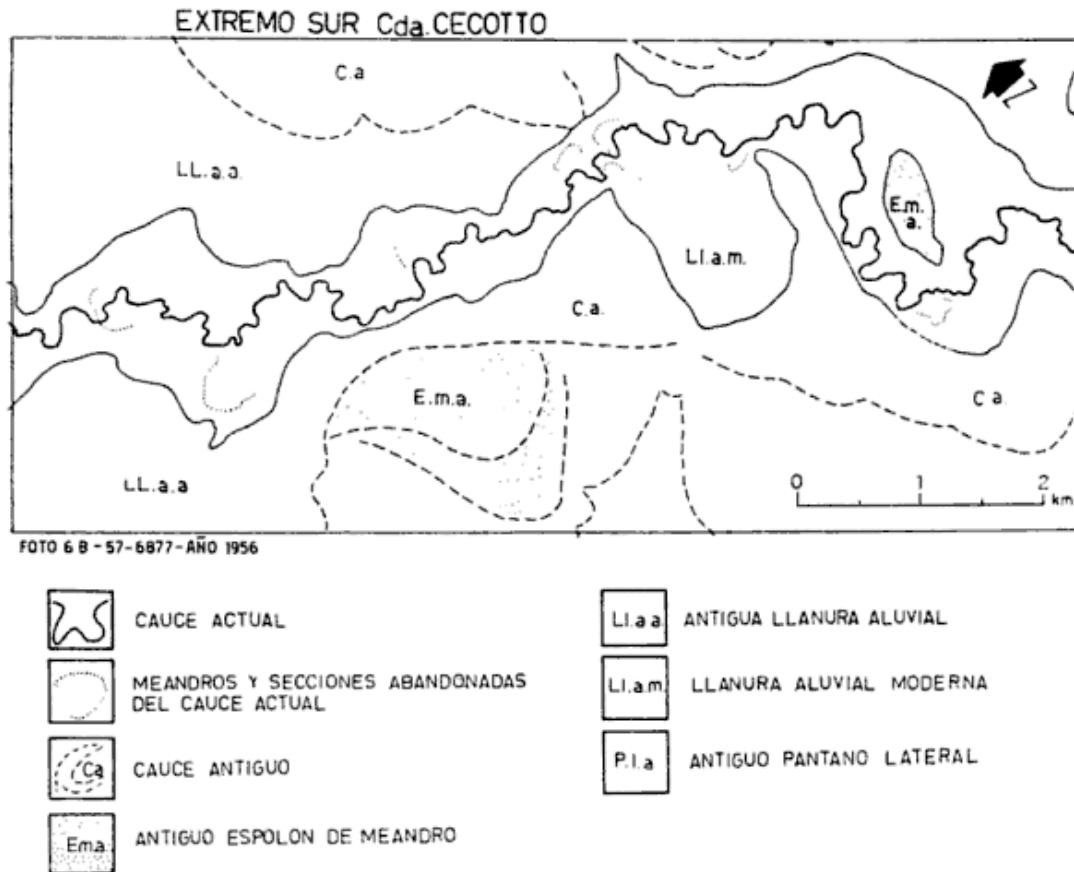 EXTREMO SUR Cda. CECOTTO
C.a
LL.a.a.
Z
E.m.
a.
Ll.a.m.
C.a.
E.m.a.
C a.
LL.a.a
0 2
km
FOTO 6 B - 57-6877 - AÑO 1956
CAUCE ACTUAL
MEANDROS Y SECCIONES ABANDONADAS
DEL CAUCE ACTUAL
Ca CAUCE ANTIGUO
Em.a. ANTIGUO ESPOLON DE MEANDRO
Ll.a a. ANTIGUA LLANURA ALUVIAL
Ll.a.m. LLANURA ALUVIAL MODERNA
P.l.a ANTIGUO PANTANO LATERAL